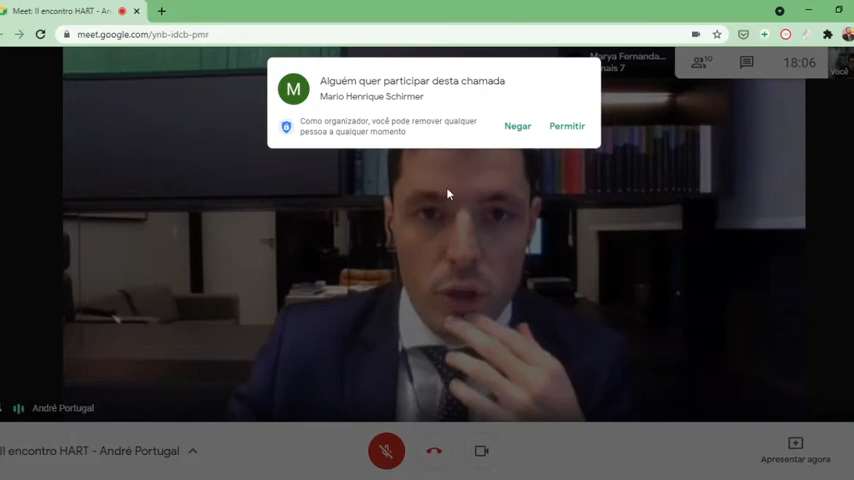 Meet: II encontro HART - An
meet.google.com/ynb-idcb-pmr
Marya Fernanda...
mais 7
10
18:06
Você
Alguém quer participar desta chamada
M
Mario Henrique Schirmer
Como organizador, você pode remover qualquer
pessoa a qualquer momento
Negar
Permitir
André Portugal
II encontro HART - André Portugal
Apresentar agora